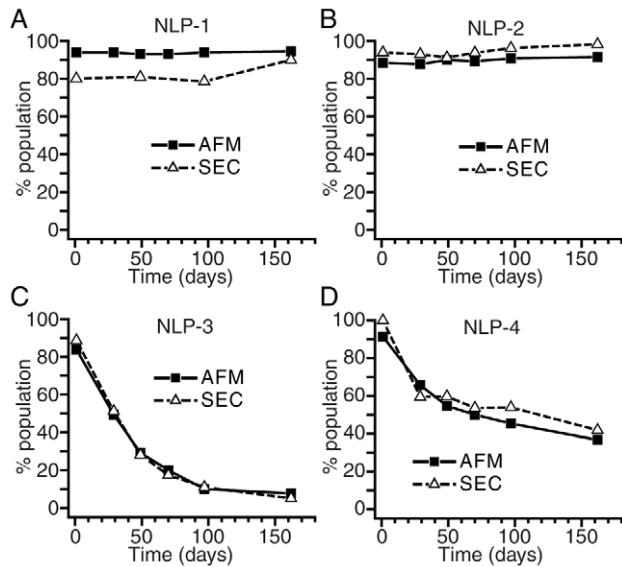 A
NLP-1
% population
100
80
60
40
20
0
AFM
SEC
0 50 100 150
Time (days)
B
NLP-2
% population
100
80
60
40
20
0
AFM
SEC
0 50 100 150
Time (days)
C
NLP-3
% population
100
80
60
40
20
0
AFM
SEC
0 50 100 150
Time (days)
D
NLP-4
% population
100
80
60
40
20
0
AFM
SEC
0 50 100 150
Time (days)